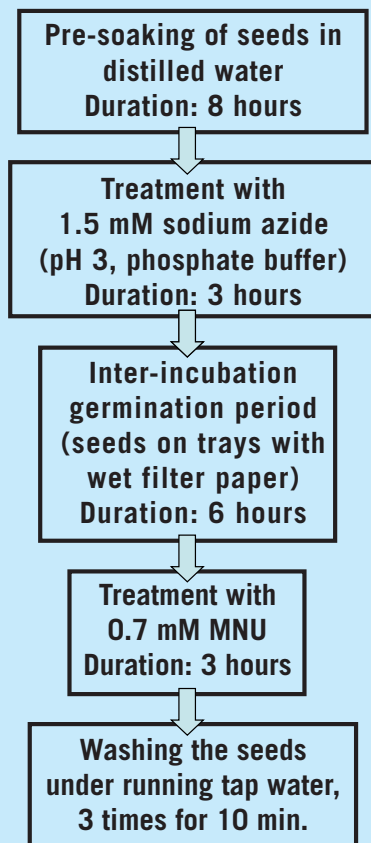 Pre-soaking of seeds in
distilled water
Duration: 8 hours
Treatment with
1.5 mM sodium azide
(pH 3, phosphate buffer)
Duration: 3 hours
Inter-incubation
germination period
(seeds on trays with
wet filter paper)
Duration: 6 hours
Treatment with
0.7 mM MNU
Duration: 3 hours
Washing the seeds
under running tap water,
3 times for 10 min.